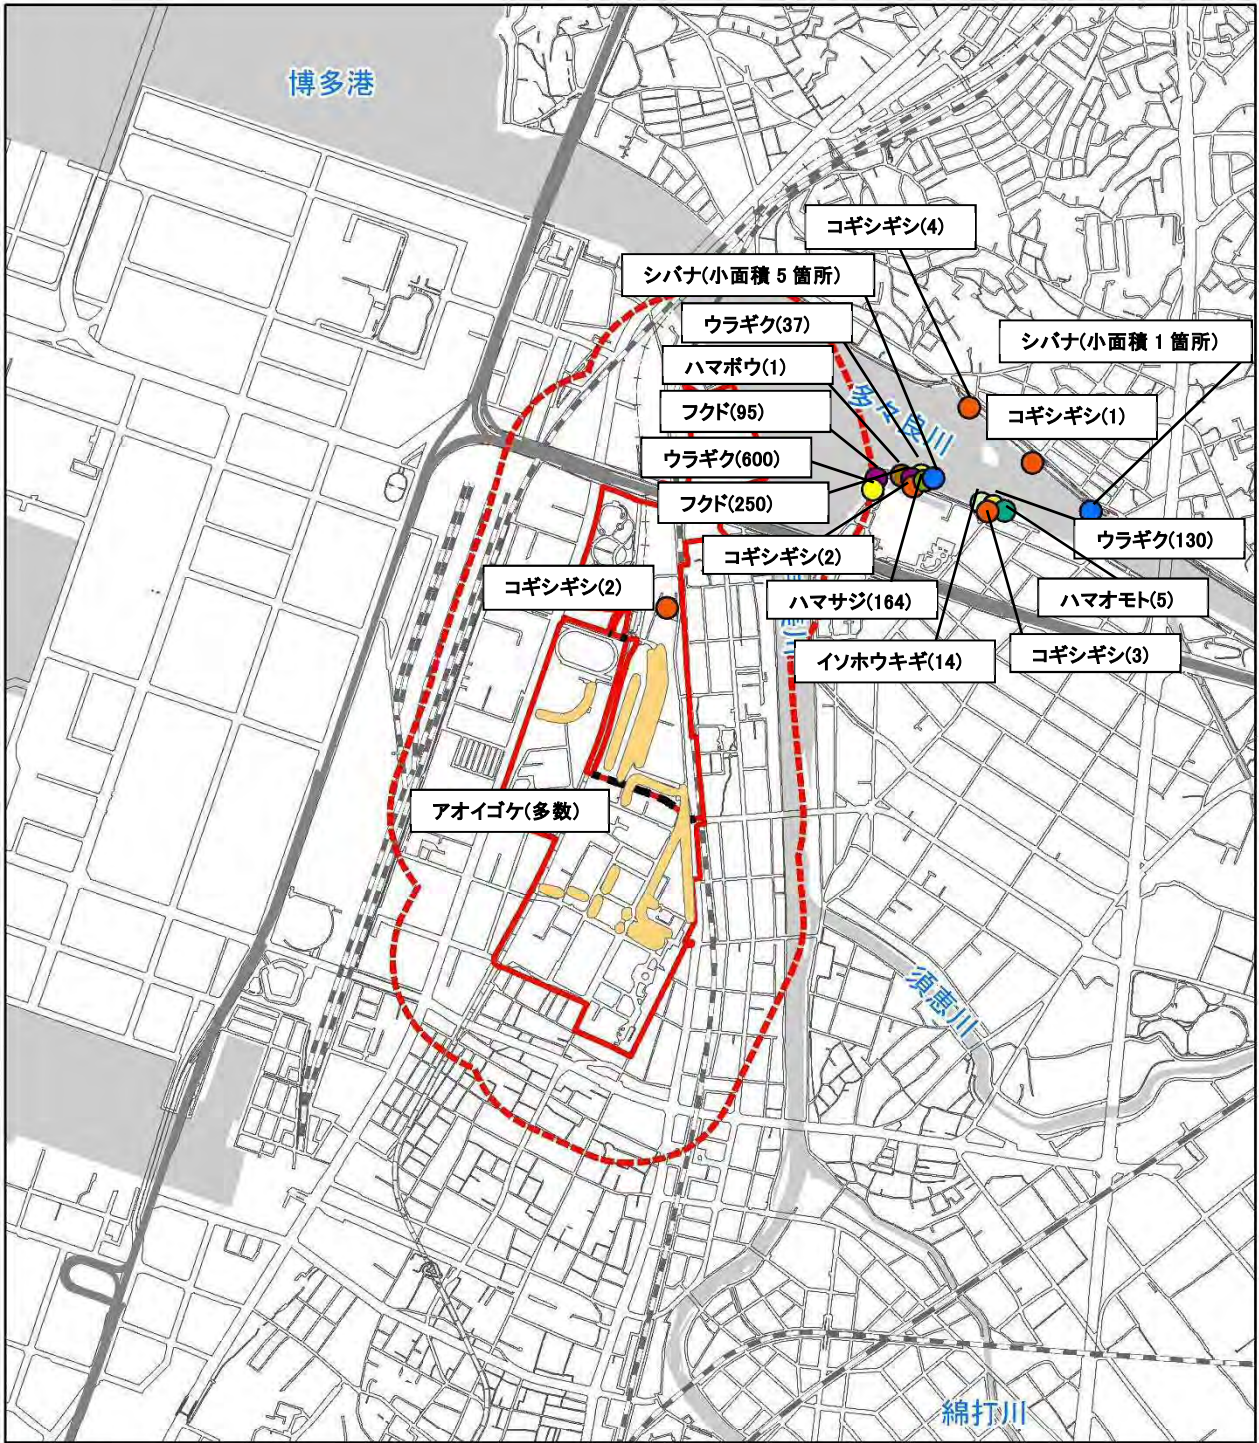 博多港
コギシギシ(4)
シバナ(小面積 5 箇所)
ウラギク(37)
シバナ(小面積 1 箇所)
ハマボウ(1)
多々良川
フクド(95)
コギシギシ(1)
ウラギク(600)
フクド(250)
ウラギク(130)
コギシギシ(2)
コギシギシ(2)
ハマサジ(164)
ハマオモト(5)
イソホウキギ(14)
コギシギシ(3)
アオイゴケ(多数)
須恵川
綿打川